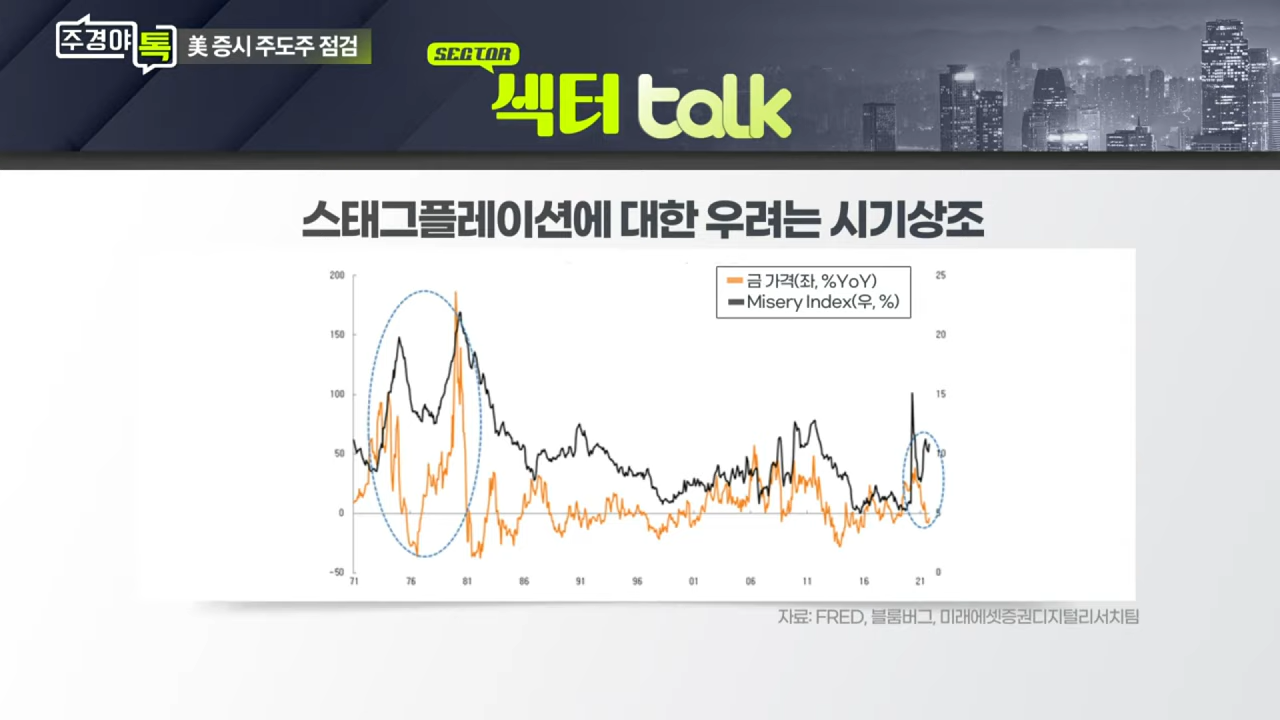 주경야톡
美 증시 주도주 점검
SECTOR
섹터 talk
스태그플레이션에 대한 우려는 시기상조
금 가격(좌, %YoY)
Misery Index(우, %)
200
150
100
50
0
-50
25
20
15
10
5
0
71 76 81 86 91 96 01 06 11 16 21
자료: FRED, 블룸버그, 미래에셋증권디지털리서치팀